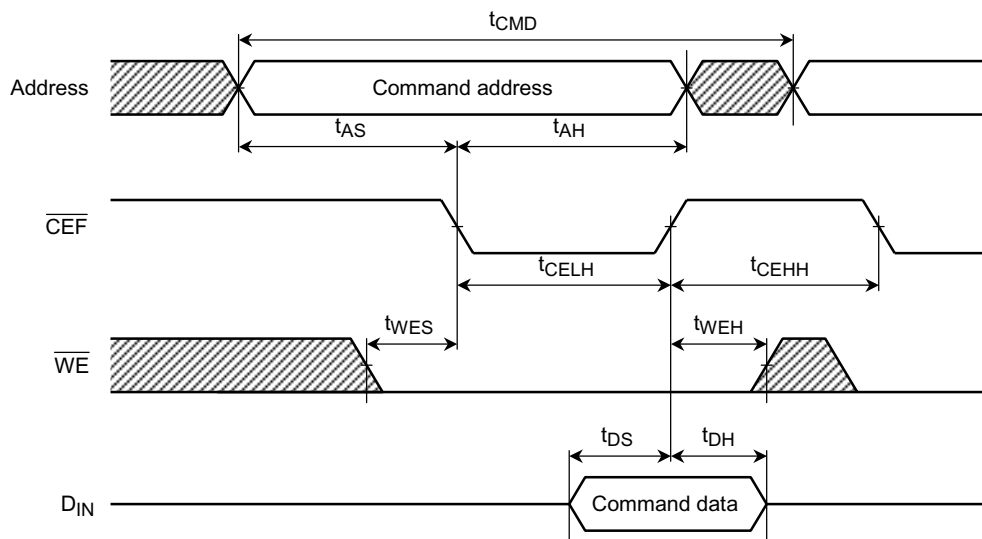 tCMD
Address
Command address
tAS
tAH
CEF
tCELH
tCEHH
tWES
tWEH
WE
tDS
tDH
DIN
Command data